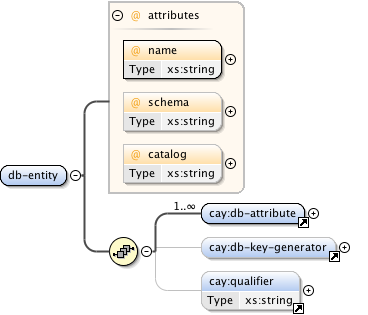 @ attributes
@ name
Type xs:string
@ schema
Type xs:string
@ catalog
Type xs:string
db-entity
1..∞
cay:db-attribute
cay:db-key-generator
cay:qualifier
Type xs:string